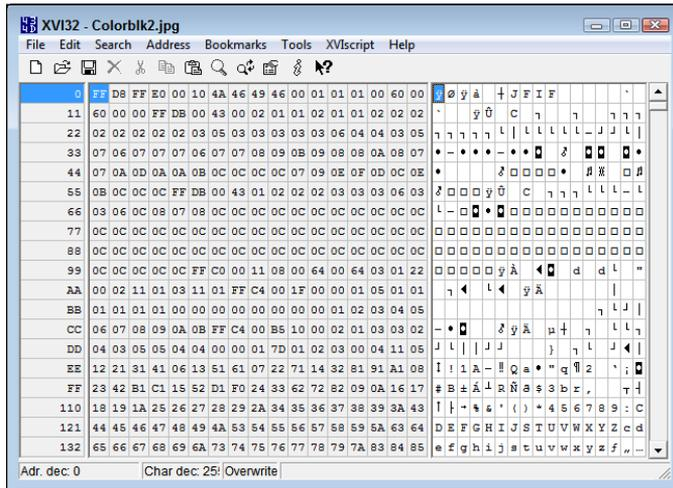 XVI32 - Colorblk2.jpg
File Edit Search Address Bookmarks Tools XVIscript Help
0 FF D8 FF E0 00 10 4A 46 49 46 00 01 01 01 00 60 00 ÿ Ø ÿ à ┼ J F I F `
11 60 00 00 FF DB 00 43 00 02 01 01 02 01 01 02 02 02 ` ÿ Û C ┐ ┐ ┐ ┐ ┐
22 02 02 02 02 02 03 05 03 03 03 03 03 06 04 04 03 05 ┐ ┐ ┐ ┐ ┐ └ | └ └ └ └ └ – ┘ ┘ └ |
33 07 06 07 07 07 06 07 07 08 09 0B 09 08 08 0A 08 07 • – • • • – • • ◘ ♂ ◘ ◘ ◘ •
44 07 0A 0D 0A 0A 0B 0C 0C 0C 0C 07 09 0E 0F 0D 0C 0E • ♂ □ □ □ □ • ♫ ☼ □ ♫
55 0B 0C 0C 0C FF DB 00 43 01 02 02 02 03 03 03 06 03 ♂ □ □ □ ÿ Û C ┐ ┐ ┐ └ └ └ – └
66 03 06 0C 08 07 08 0C 0C 0C 0C 0C 0C 0C 0C 0C 0C 0C └ – □ ◘ • ◘ □ □ □ □ □ □ □ □ □ □ □
77 0C 0C 0C 0C 0C 0C 0C 0C 0C 0C 0C 0C 0C 0C 0C 0C 0C □ □ □ □ □ □ □ □ □ □ □ □ □ □ □ □ □
88 0C 0C 0C 0C 0C 0C 0C 0C 0C 0C 0C 0C 0C 0C 0C 0C 0C □ □ □ □ □ □ □ □ □ □ □ □ □ □ □ □ □
99 0C 0C 0C 0C 0C FF C0 00 11 08 00 64 00 64 03 01 22 □ □ □ □ □ ÿ À ◄ ◘ d d └ "
AA 00 02 11 01 03 11 01 FF C4 00 1F 00 00 01 05 01 01 ┐ ◄ └ ◄ ÿ Ä |
BB 01 01 01 01 00 00 00 00 00 00 00 00 01 02 03 04 05 ┐ └ ┘ |
CC 06 07 08 09 0A 0B FF C4 00 B5 10 00 02 01 03 03 02 – • ◘ ♂ ÿ Ä µ ┼ ┐ └ └ ┐
DD 04 03 05 05 04 04 00 00 01 7D 01 02 03 00 04 11 05 ┘ └ | | ┘ ┘ } ┐ └ ┘ ◄ |
EE 12 21 31 41 06 13 51 61 07 22 71 14 32 81 91 A1 08 ↕ ! 1 A – ‼ Q a • " q ¶ 2 ‘ ¡ ◘
FF 23 42 B1 C1 15 52 D1 F0 24 33 62 72 82 09 0A 16 17 # B ± Á ┴ R Ñ ð $ 3 b r ‚ ┬ ┤
110 18 19 1A 25 26 27 28 29 2A 34 35 36 37 38 39 3A 43 ↑ ├ → % & ' ( ) * 4 5 6 7 8 9 : C
121 44 45 46 47 48 49 4A 53 54 55 56 57 58 59 5A 63 64 D E F G H I J S T U V W X Y Z c d
132 65 66 67 68 69 6A 73 74 75 76 77 78 79 7A 83 84 85 e f g h i j s t u v w x y z ƒ „ …
Adr. dec: 0 Char dec: 25 Overwrite